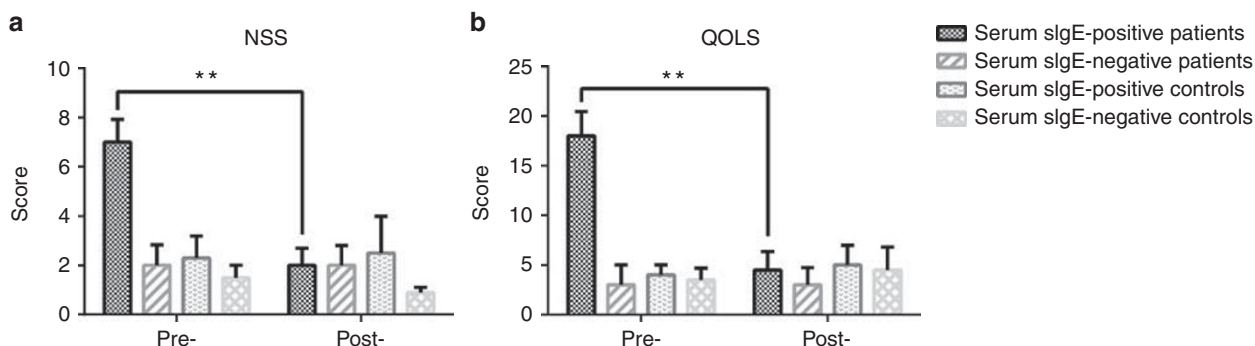 a
NSS
**
10
8
6
4
2
0
Score
Pre-
Post-
b
QOLS
**
25
20
15
10
5
0
Score
Pre-
Post-
Serum sIgE-positive patients
Serum sIgE-negative patients
Serum sIgE-positive controls
Serum sIgE-negative controls